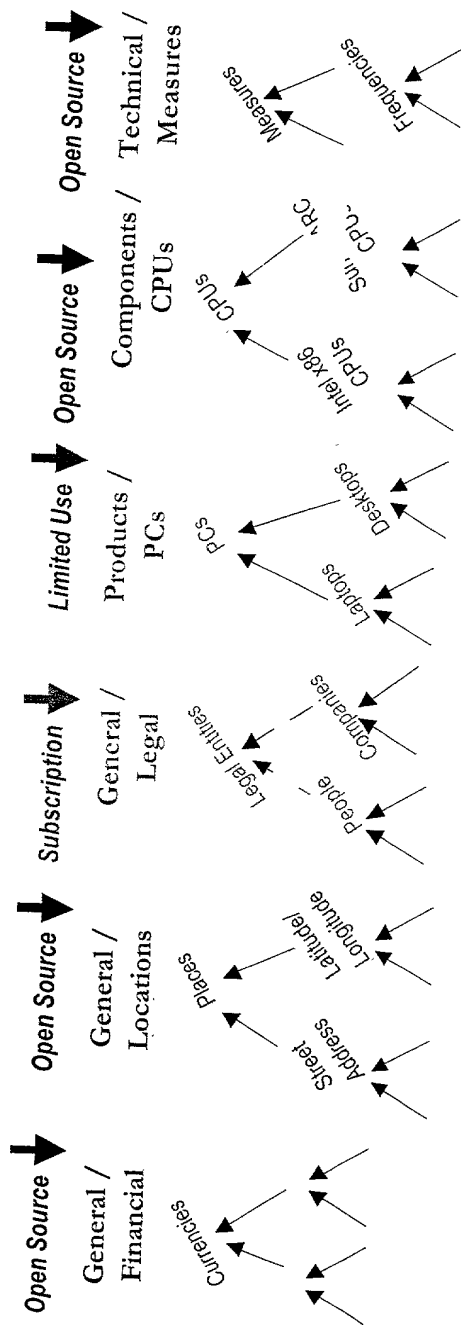 Open Source
General /
Financial
Currencies
Open Source
General /
Locations
Places
Street
Address
Latitude/
Longitude
Subscription
General /
Legal
Legal Entities
People
Companies
Limited Use
Products /
PCs
PCs
Laptops
Desktops
Open Source
Components /
CPUs
CPUs
Intel x86
CPUs
Open Source
Technical /
Measures
Measures
Frequencies